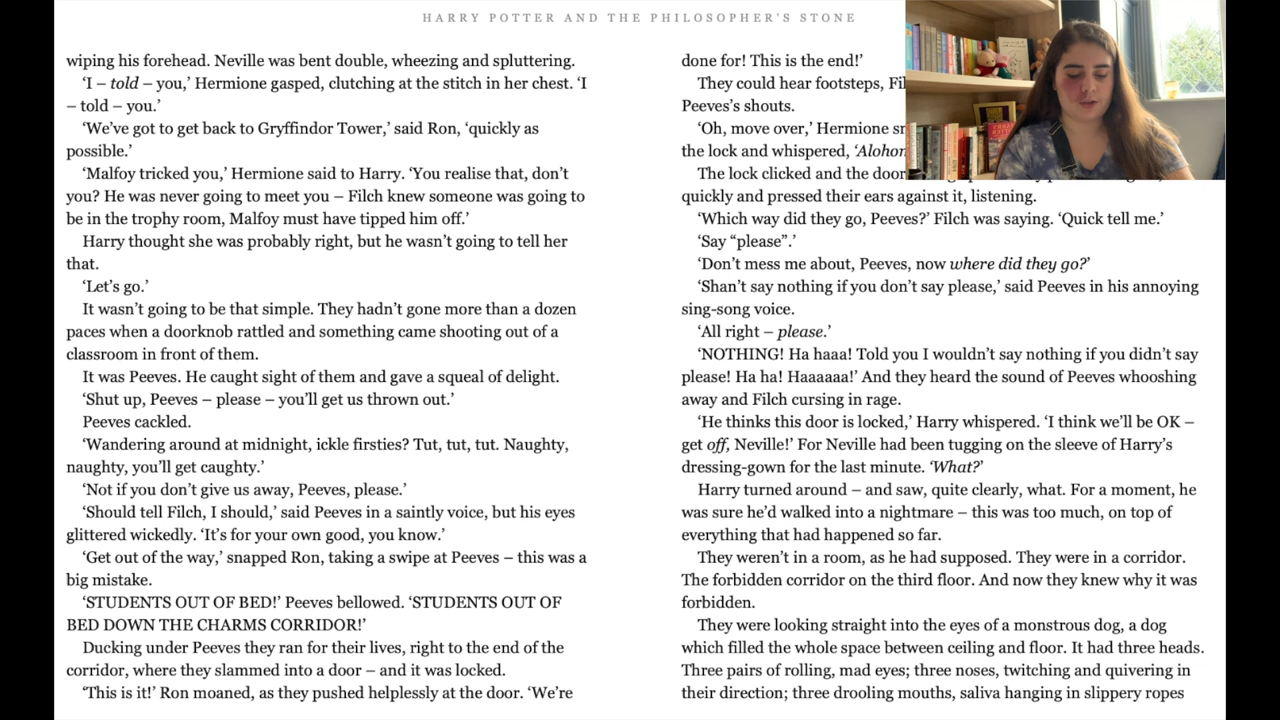 HARRY POTTER AND THE PHILOSOPHER'S STONE
wiping his forehead. Neville was bent double, wheezing and spluttering.
‘I – told – you,’ Hermione gasped, clutching at the stitch in her chest. ‘I
– told – you.’
‘We’ve got to get back to Gryffindor Tower,’ said Ron, ‘quickly as
possible.’
‘Malfoy tricked you,’ Hermione said to Harry. ‘You realise that, don’t
you? He was never going to meet you – Filch knew someone was going to
be in the trophy room, Malfoy must have tipped him off.’
Harry thought she was probably right, but he wasn’t going to tell her
that.
‘Let’s go.’
It wasn’t going to be that simple. They hadn’t gone more than a dozen
paces when a doorknob rattled and something came shooting out of a
classroom in front of them.
It was Peeves. He caught sight of them and gave a squeal of delight.
‘Shut up, Peeves – please – you’ll get us thrown out.’
Peeves cackled.
‘Wandering around at midnight, ickle firsties? Tut, tut, tut. Naughty,
naughty, you’ll get caughty.’
‘Not if you don’t give us away, Peeves, please.’
‘Should tell Filch, I should,’ said Peeves in a saintly voice, but his eyes
glittered wickedly. ‘It’s for your own good, you know.’
‘Get out of the way,’ snapped Ron, taking a swipe at Peeves – this was a
big mistake.
‘STUDENTS OUT OF BED!’ Peeves bellowed. ‘STUDENTS OUT OF
BED DOWN THE CHARMS CORRIDOR!’
Ducking under Peeves they ran for their lives, right to the end of the
corridor, where they slammed into a door – and it was locked.
‘This is it!’ Ron moaned, as they pushed helplessly at the door. ‘We’re
done for! This is the end!’
They could hear footsteps,
Peeves’s shouts.
‘Oh, move over,’ Hermione
the lock and whispered,
The lock clicked and the door
quickly and pressed their ears against it, listening.
‘Which way did they go, Peeves?’ Filch was saying. ‘Quick tell me.’
‘Say “please”.’
‘Don’t mess me about, Peeves, now where did they go?’
‘Shan’t say nothing if you don’t say please,’ said Peeves in his annoying
sing-song voice.
‘All right – please.’
‘NOTHING! Ha haaa! Told you I wouldn’t say nothing if you didn’t say
please! Ha ha! Haaaaaa!’ And they heard the sound of Peeves whooshing
away and Filch cursing in rage.
‘He thinks this door is locked,’ Harry whispered. ‘I think we’ll be OK –
get off, Neville!’ For Neville had been tugging on the sleeve of Harry’s
dressing-gown for the last minute. ‘What?’
Harry turned around – and saw, quite clearly, what. For a moment, he
was sure he’d walked into a nightmare – this was too much, on top of
everything that had happened so far.
They weren’t in a room, as he had supposed. They were in a corridor.
The forbidden corridor on the third floor. And now they knew why it was
forbidden.
They were looking straight into the eyes of a monstrous dog, a dog
which filled the whole space between ceiling and floor. It had three heads.
Three pairs of rolling, mad eyes; three noses, twitching and quivering in
their direction; three drooling mouths, saliva hanging in slippery ropes